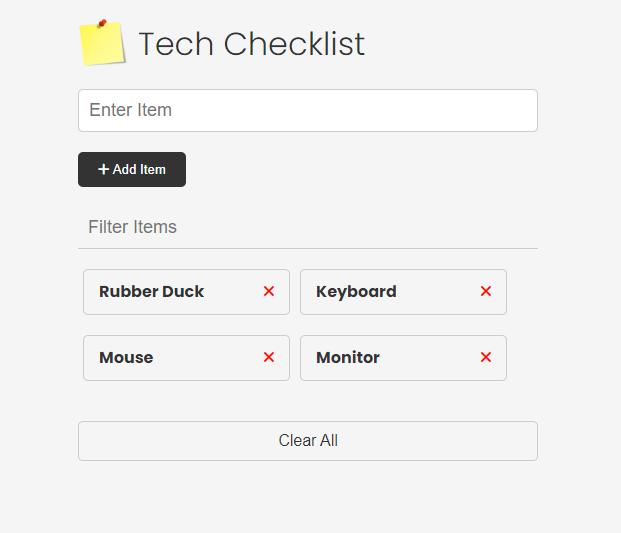 Tech Checklist
Enter Item
+ Add Item
Filter Items
Rubber Duck ✕
Keyboard ✕
Mouse ✕
Monitor ✕
Clear All